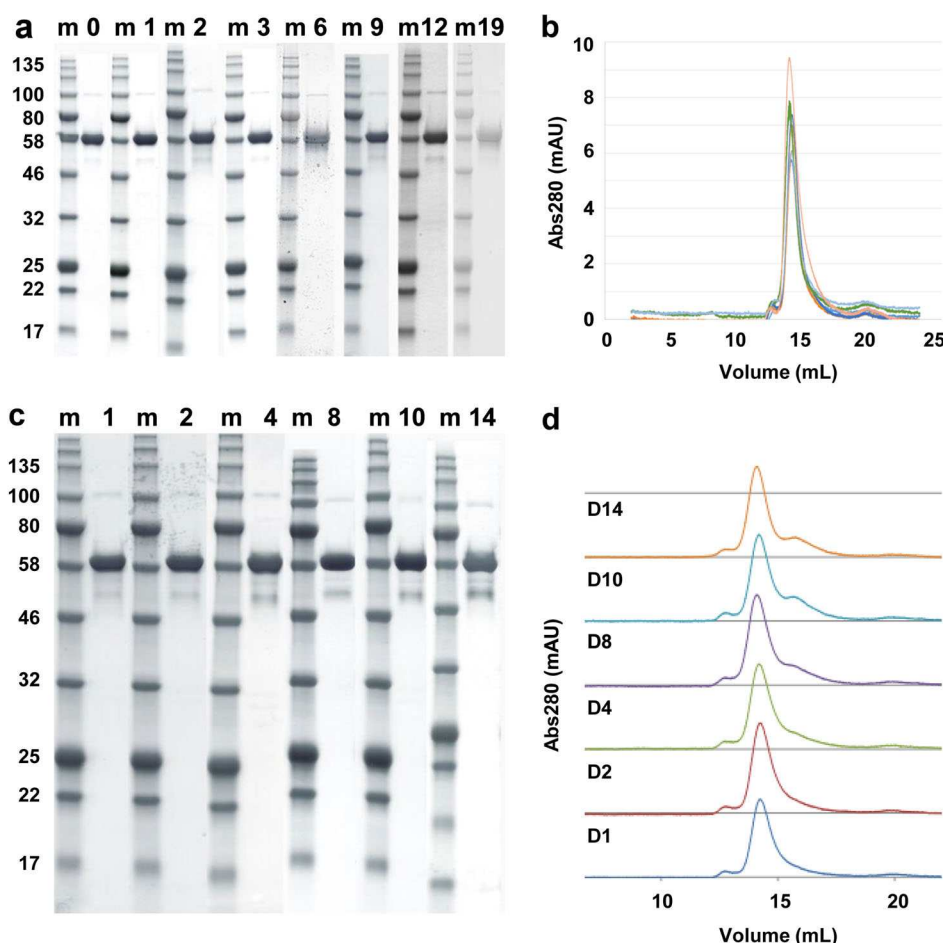 a
m 0 m 1 m 2 m 3 m 6 m 9 m 12 m 19
135
100
80
58
46
32
25
22
17
b
Abs280 (mAU)
10
8
6
4
2
0
0 5 10 15 20 25
Volume (mL)
c
m 1 m 2 m 4 m 8 m 10 m 14
135
100
80
58
46
32
25
22
17
d
Abs280 (mAU)
D14
D10
D8
D4
D2
D1
10 15 20
Volume (mL)